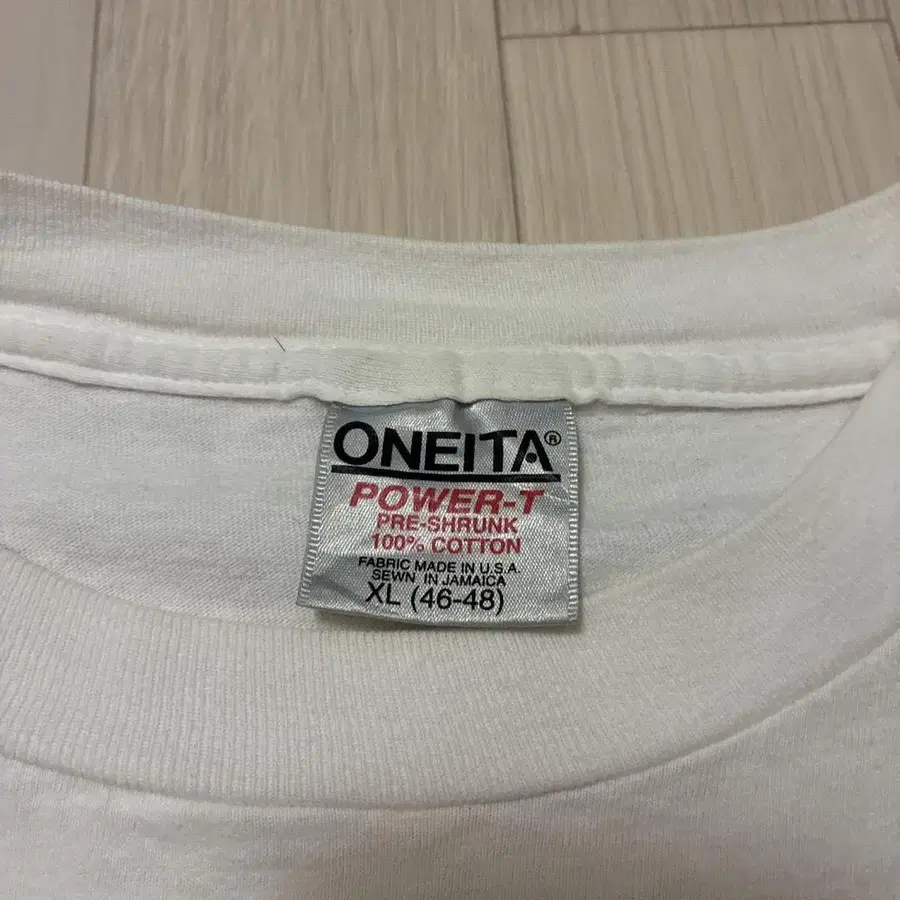 ONEITA®
POWER-T
PRE-SHRUNK
100% COTTON
FABRIC MADE IN U.S.A.
SEWN IN JAMAICA
XL (46-48)